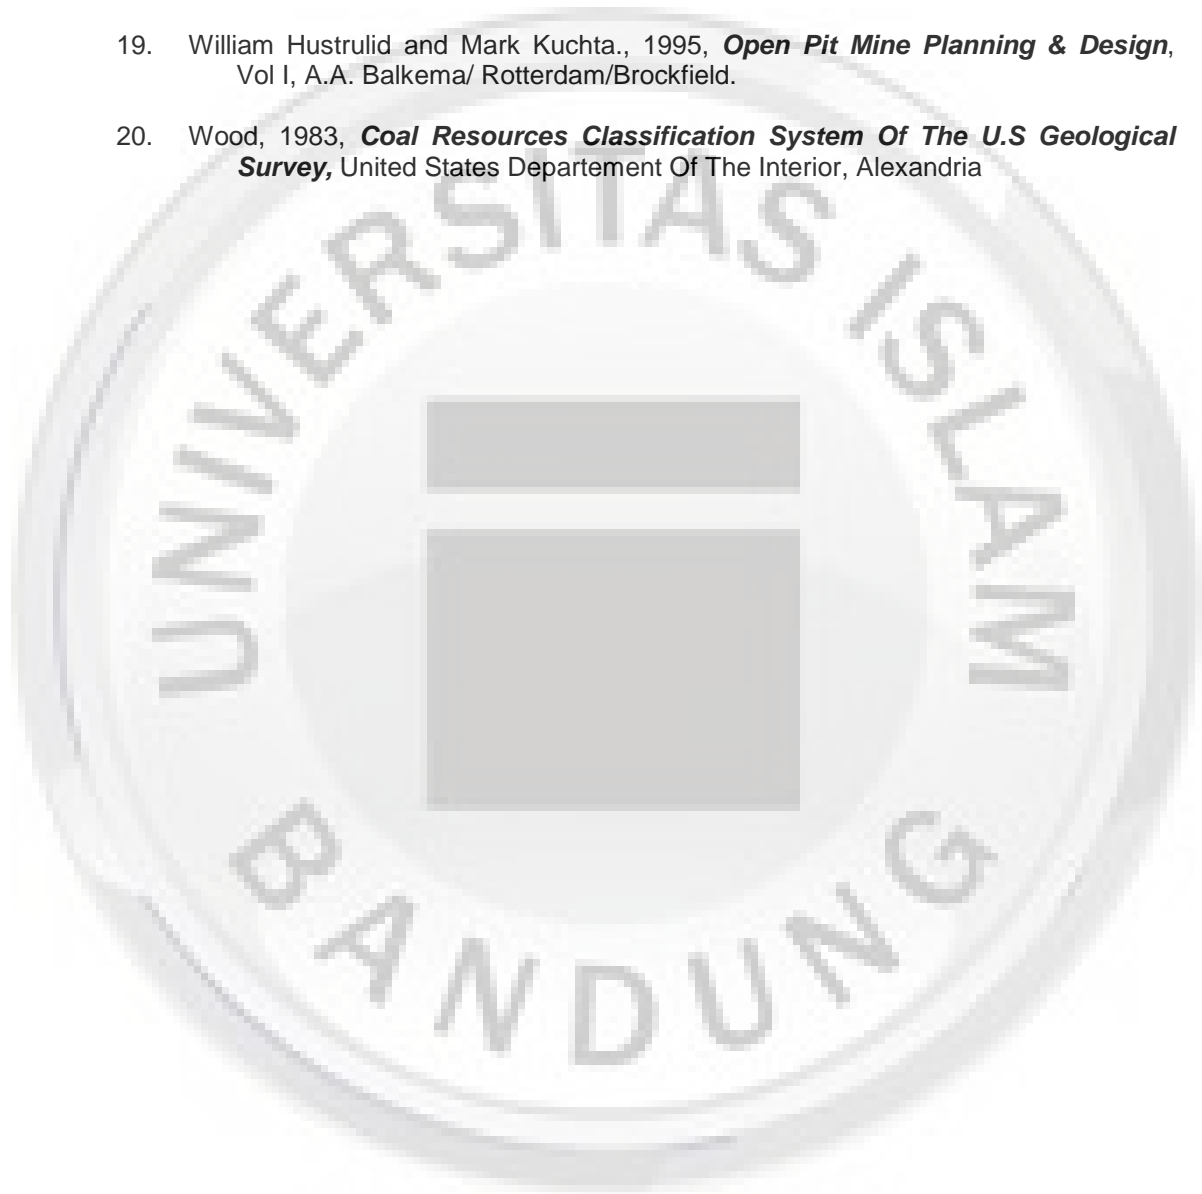 19. William Hustrulid and Mark Kuchta., 1995, Open Pit Mine Planning & Design,
Vol I, A.A. Balkema/ Rotterdam/Brockfield.
20. Wood, 1983, Coal Resources Classification System Of The U.S Geological
Survey, United States Departement Of The Interior, Alexandria
UNIVERSITAS ISLAM
BANDUNG